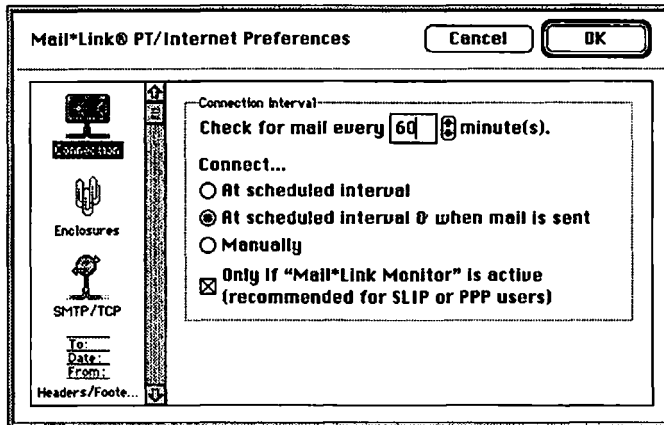 Mail*Link® PT/Internet Preferences
Cancel
OK
Connection
Enclosures
SMTP/TCP
To:
Date:
From:
Headers/Foote...
Connection Interval
Check for mail every 60 minute(s).
Connect...
At scheduled interval
At scheduled interval & when mail is sent
Manually
Only if “Mail*Link Monitor” is active
(recommended for SLIP or PPP users)